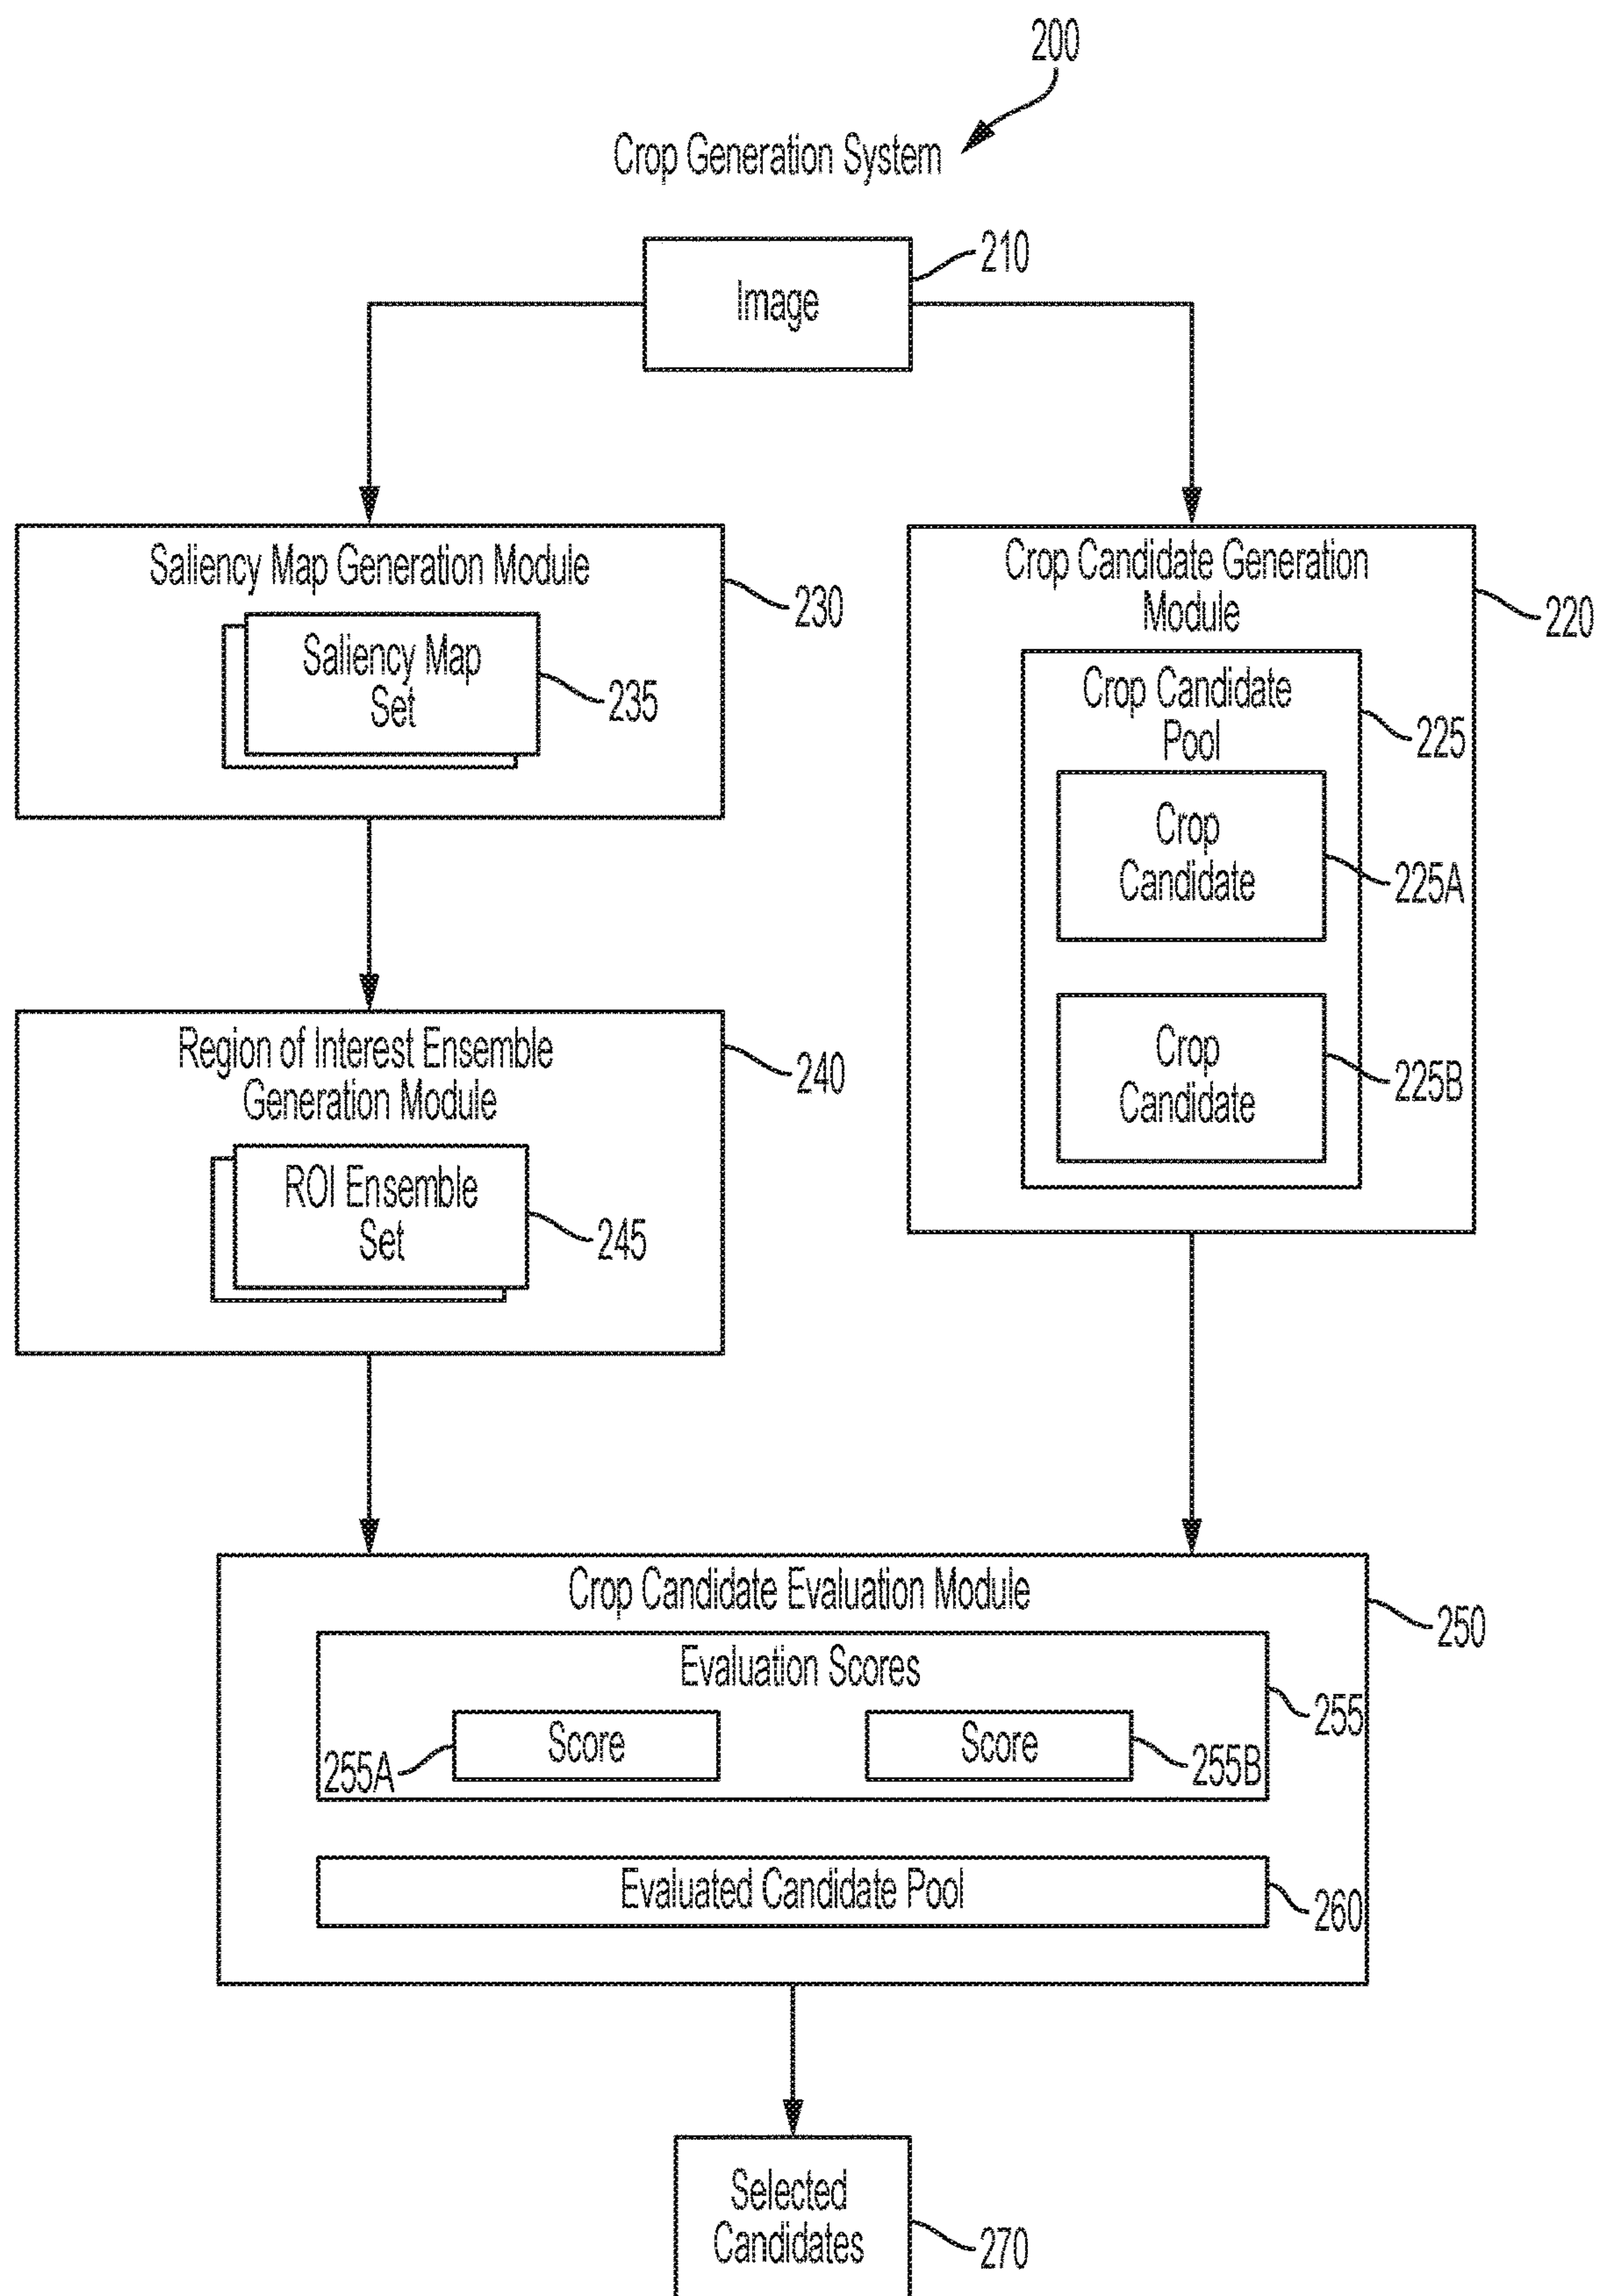 200
Crop Generation System
210
Image
Saliency Map Generation Module
230
Saliency Map
Set
235
Crop Candidate Generation
Module
220
Crop Candidate
Pool
225
Crop
Candidate
225A
Crop
Candidate
225B
Region of Interest Ensemble
Generation Module
240
ROI Ensemble
Set
245
Crop Candidate Evaluation Module
250
Evaluation Scores
255
Score
255A
Score
255B
Evaluated Candidate Pool
260
Selected
Candidates
270